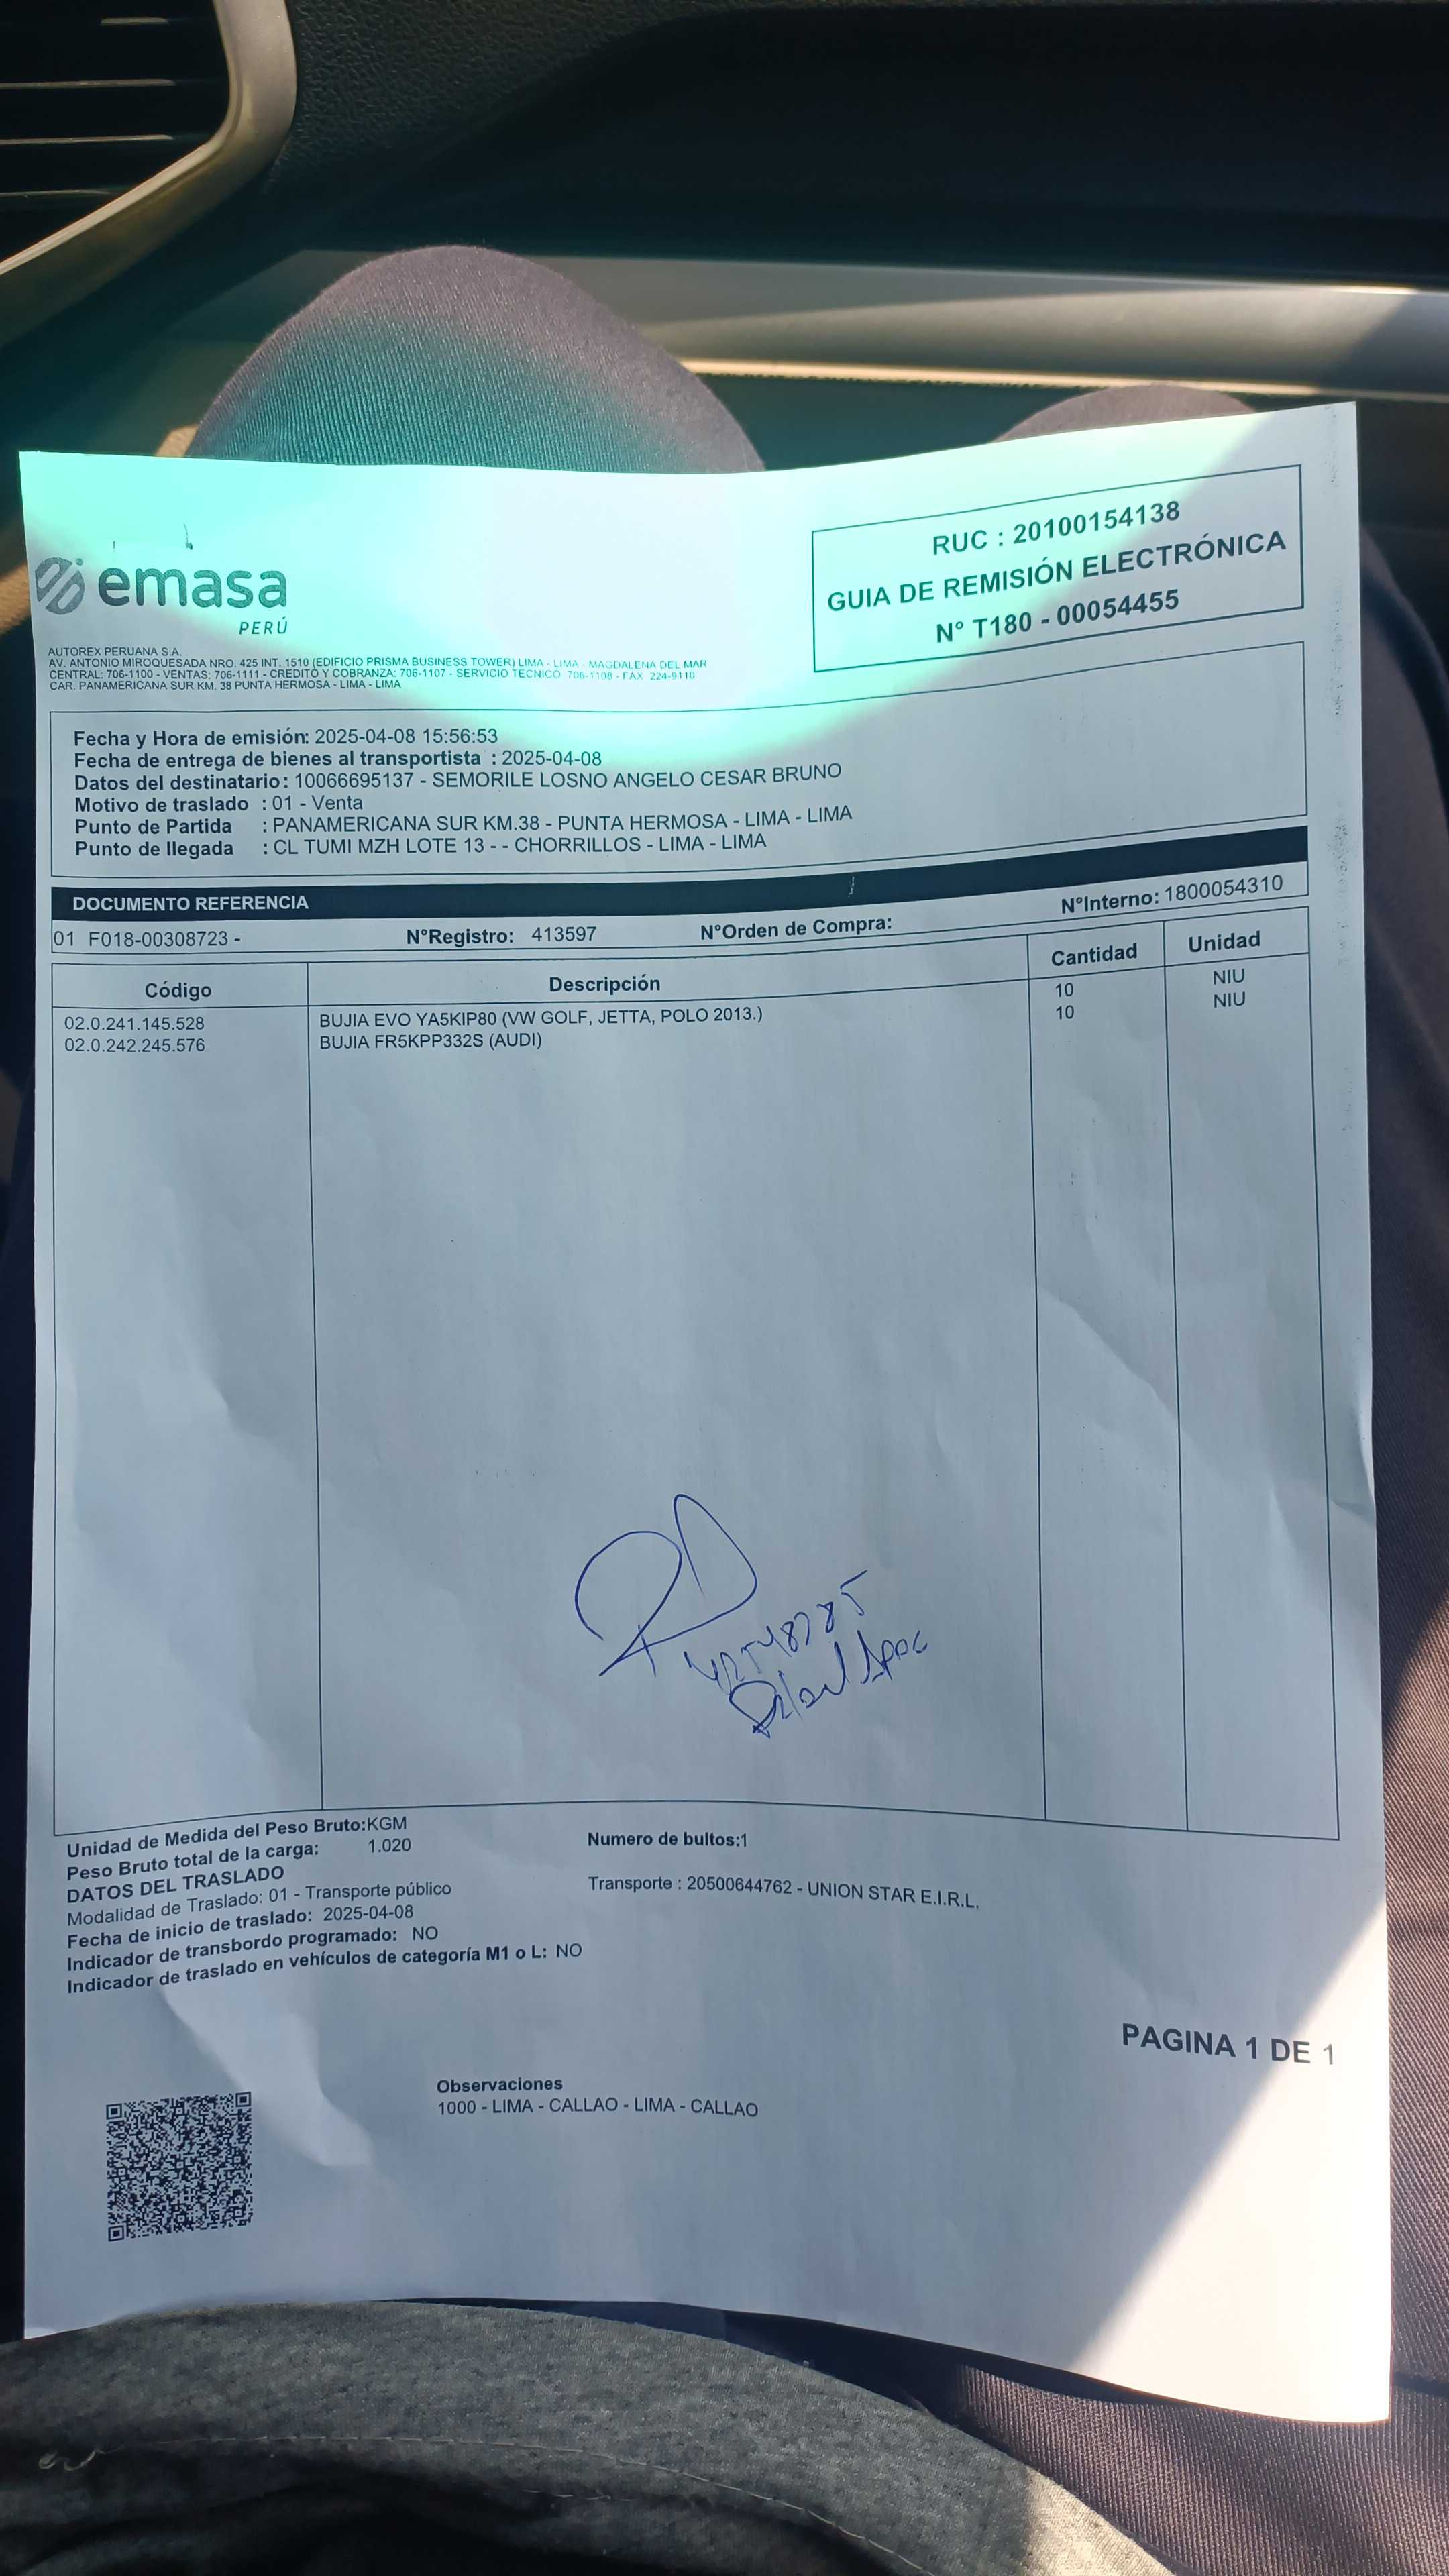 emasa
PERÚ
RUC : 20100154138
GUIA DE REMISIÓN ELECTRÓNICA
N° T180 - 00054455
AUTOREX PERUANA S.A.
AV. ANTONIO MIROQUESADA NRO. 425 INT. 1510 (EDIFICIO PRISMA BUSINESS TOWER) LIMA - LIMA - MAGDALENA DEL MAR
CENTRAL: 706-1100 - VENTAS: 706-1111 - CREDITO Y COBRANZA: 706-1107 - SERVICIO TECNICO 706-1108 - FAX 224-9110
CAR. PANAMERICANA SUR KM. 38 PUNTA HERMOSA - LIMA - LIMA
Fecha y Hora de emisión: 2025-04-08 15:56:53
Fecha de entrega de bienes al transportista : 2025-04-08
Datos del destinatario: 10066695137 - SEMORILE LOSNO ANGELO CESAR BRUNO
Motivo de traslado : 01 - Venta
Punto de Partida : PANAMERICANA SUR KM.38 - PUNTA HERMOSA - LIMA - LIMA
Punto de llegada : CL TUMI MZH LOTE 13 - - CHORRILLOS - LIMA - LIMA
DOCUMENTO REFERENCIA
01 F018-00308723 - N°Registro: 413597 N°Orden de Compra: N°Interno: 1800054310
Código Descripción Cantidad Unidad
02.0.241.145.528 BUJIA EVO YA5KIP80 (VW GOLF, JETTA, POLO 2013.) 10 NIU
02.0.242.245.576 BUJIA FR5KPP332S (AUDI) 10 NIU
Unidad de Medida del Peso Bruto:KGM
Peso Bruto total de la carga: 1.020
Numero de bultos:1
DATOS DEL TRASLADO
Modalidad de Traslado: 01 - Transporte público
Transporte : 20500644762 - UNION STAR E.I.R.L.
Fecha de inicio de traslado: 2025-04-08
Indicador de transbordo programado: NO
Indicador de traslado en vehículos de categoría M1 o L: NO
PAGINA 1 DE 1
Observaciones
1000 - LIMA - CALLAO - LIMA - CALLAO